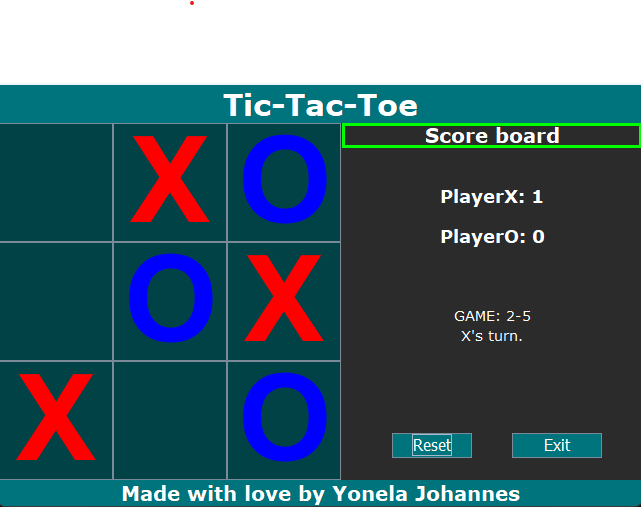 Tic-Tac-Toe
X O
Score board
PlayerX: 1
O X
PlayerO: 0
GAME: 2-5
X's turn.
X O
Reset Exit
Made with love by Yonela Johannes